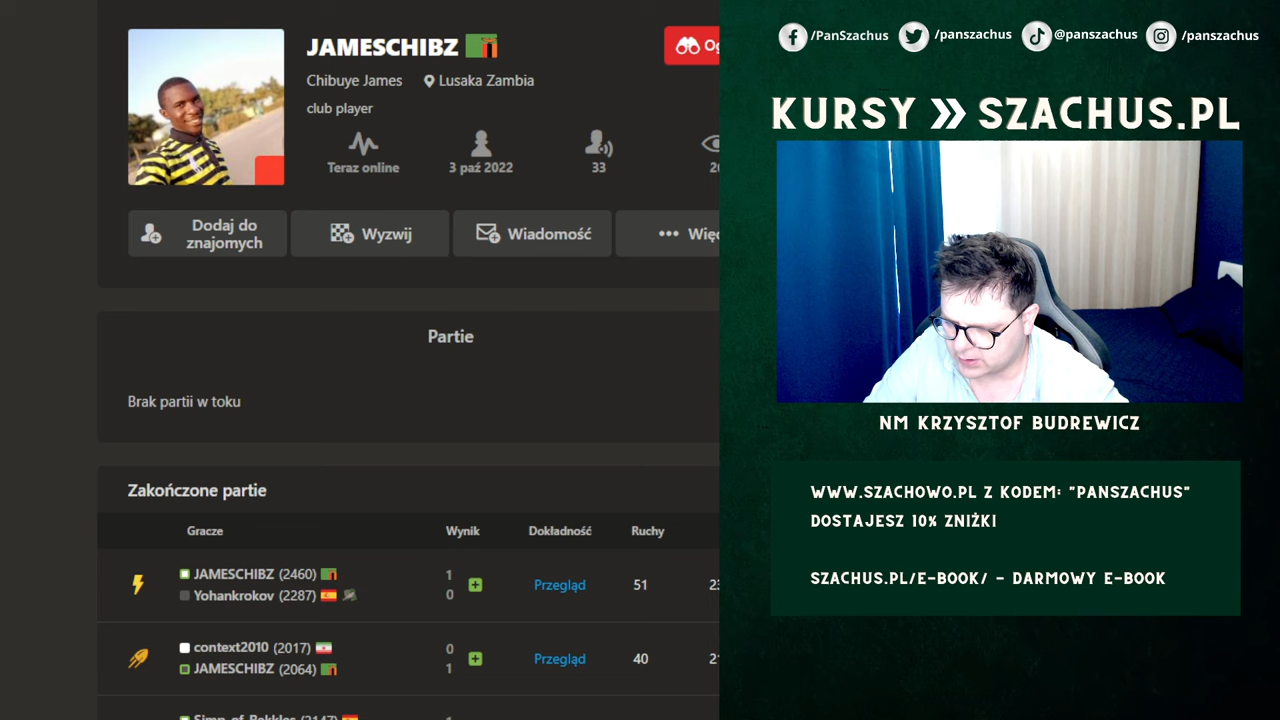 JAMESCHIBZ
Chibuye James
Lusaka Zambia
club player
Teraz online
3 paź 2022
33
Dodaj do
znajomych
Wyzwij
Wiadomość
Partie
Brak partii w toku
Zakończone partie
Gracze
Wynik
Dokładność
Ruchy
JAMESCHIBZ (2460)
1
Yohankrokov (2287)
0
Przegląd
51
context2010 (2017)
0
JAMESCHIBZ (2064)
1
Przegląd
40
/PanSzachus
/panszachus
@panszachus
/panszachus
KURSY » SZACHUS.PL
NM KRZYSZTOF BUDREWICZ
WWW.SZACHOWO.PL Z KODEM: "PANSZACHUS"
DOSTAJESZ 10% ZNIŻKI
SZACHUS.PL/E-BOOK/ - DARMOWY E-BOOK